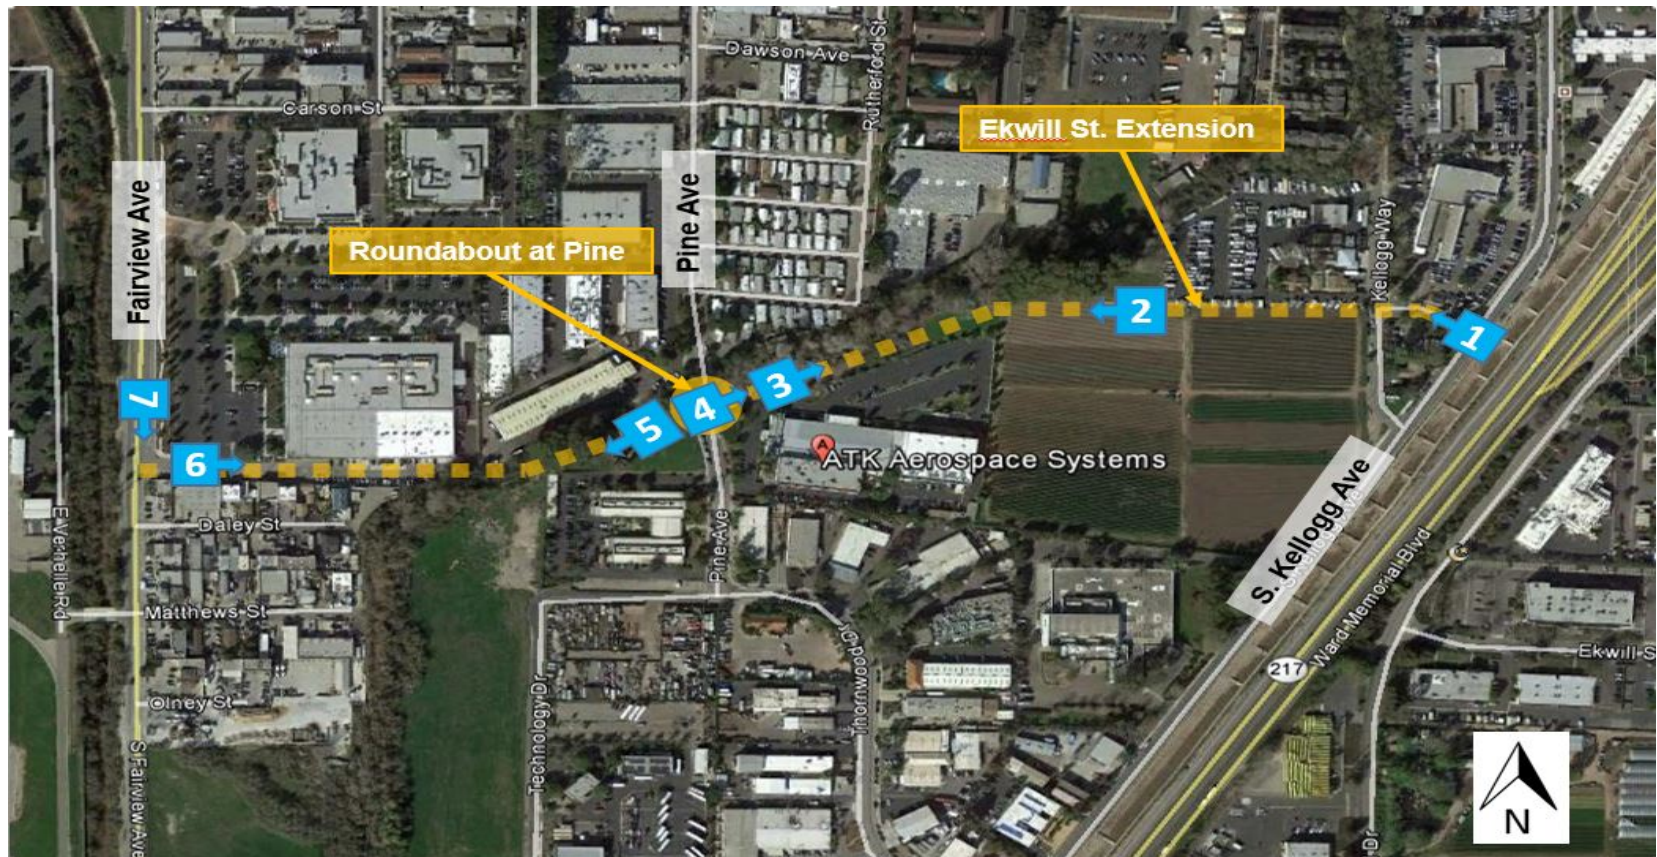 Dawson Ave
Rutherford St
Carson St
Ekwill St. Extension
Fairview Ave
Pine Ave
Roundabout at Pine
Kellogg Way
2
1
3
4
5
7
6
A
ATK Aerospace Systems
S. Kellogg Ave
E Verhelle Rd
Daley St
Pine Ave
Matthews St
Ward Memorial Blvd
217
Ekwill S
Olney St
Technology Dr
Thornwood
S Fairview Ave
Dr
N